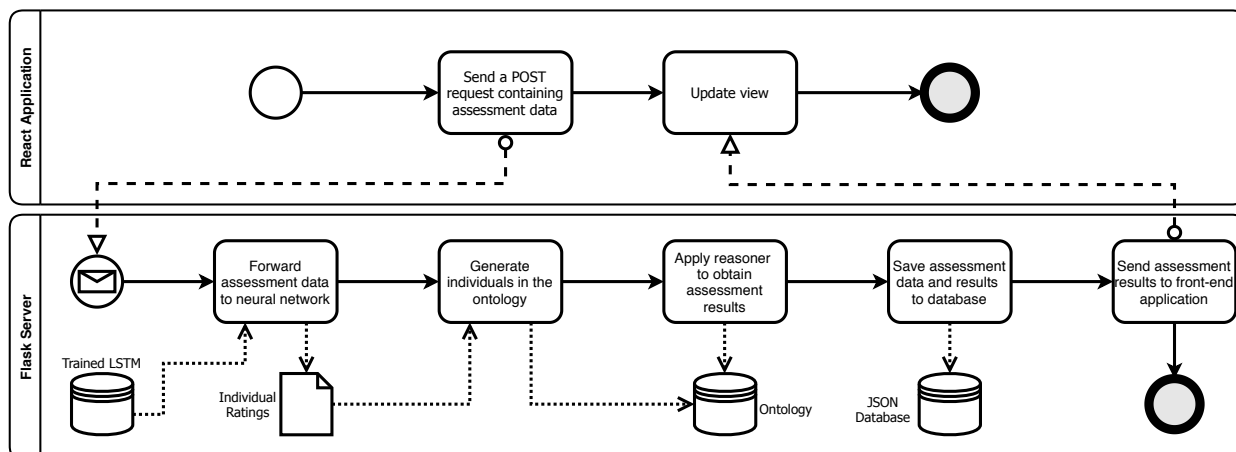 React Application
Send a POST
request containing
assessment data
Update view
Flask Server
Forward
assessment data
to neural network
Generate
individuals in the
ontology
Apply reasoner
to obtain
assessment
results
Save assessment
data and results
to database
Send assessment
results to front-end
application
Trained LSTM
Individual
Ratings
Ontology
JSON
Database